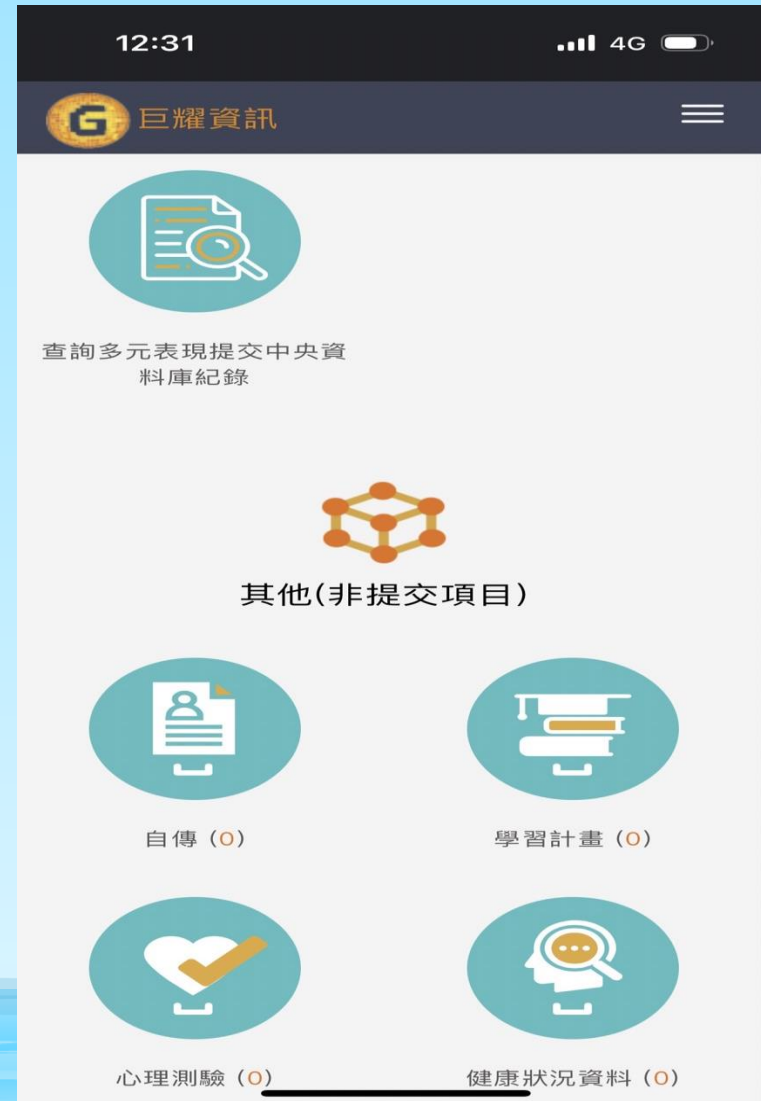 12:31
4G
G 巨耀資訊
查詢多元表現提交中央資
料庫紀錄
其他(非提交項目)
自傳 (0)
學習計畫 (0)
心理測驗 (0)
健康狀況資料 (0)